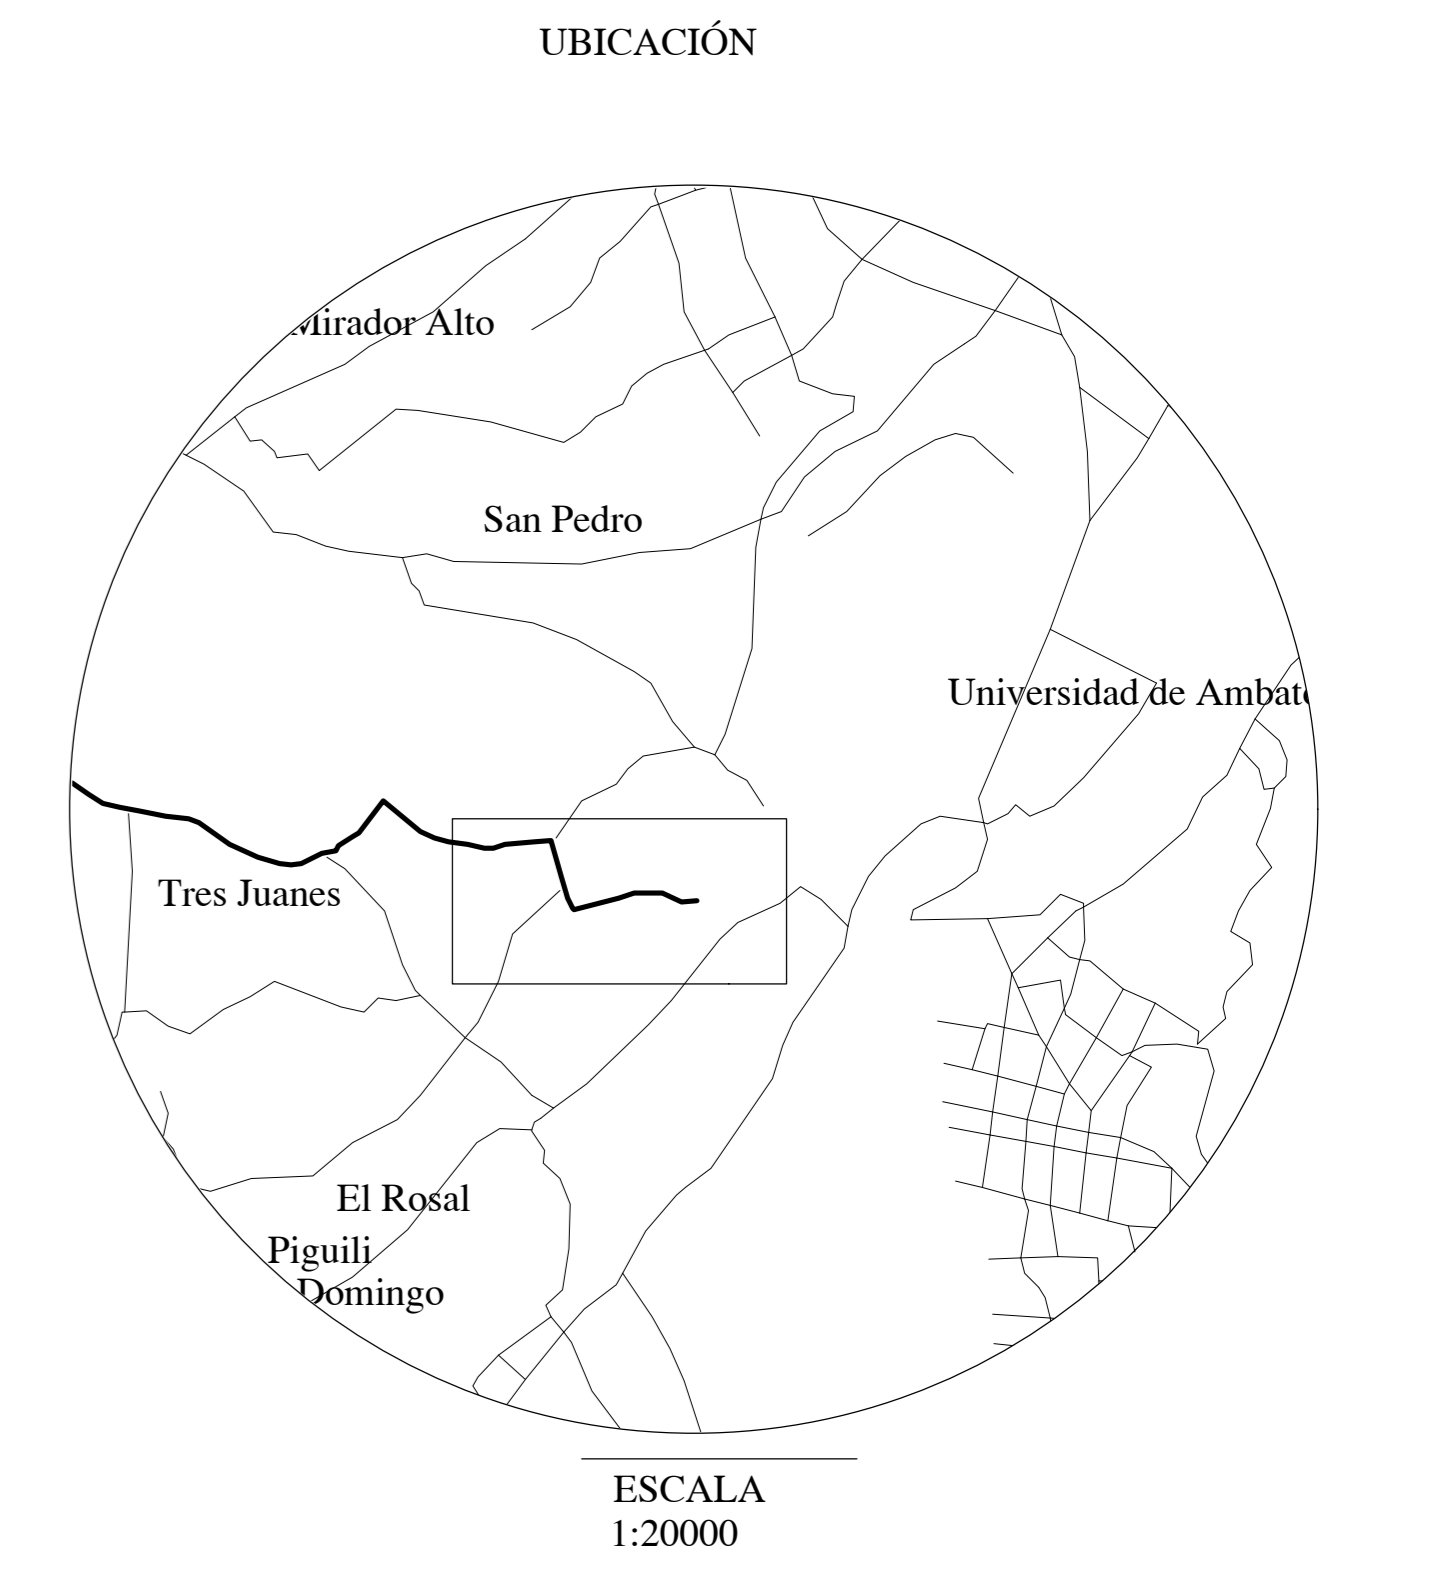 UBICACIÓN
Mirador Alto
San Pedro
Universidad de Ambato
Tres Juanes
El Rosal
Piguili
Domingo
ESCALA
1:20000